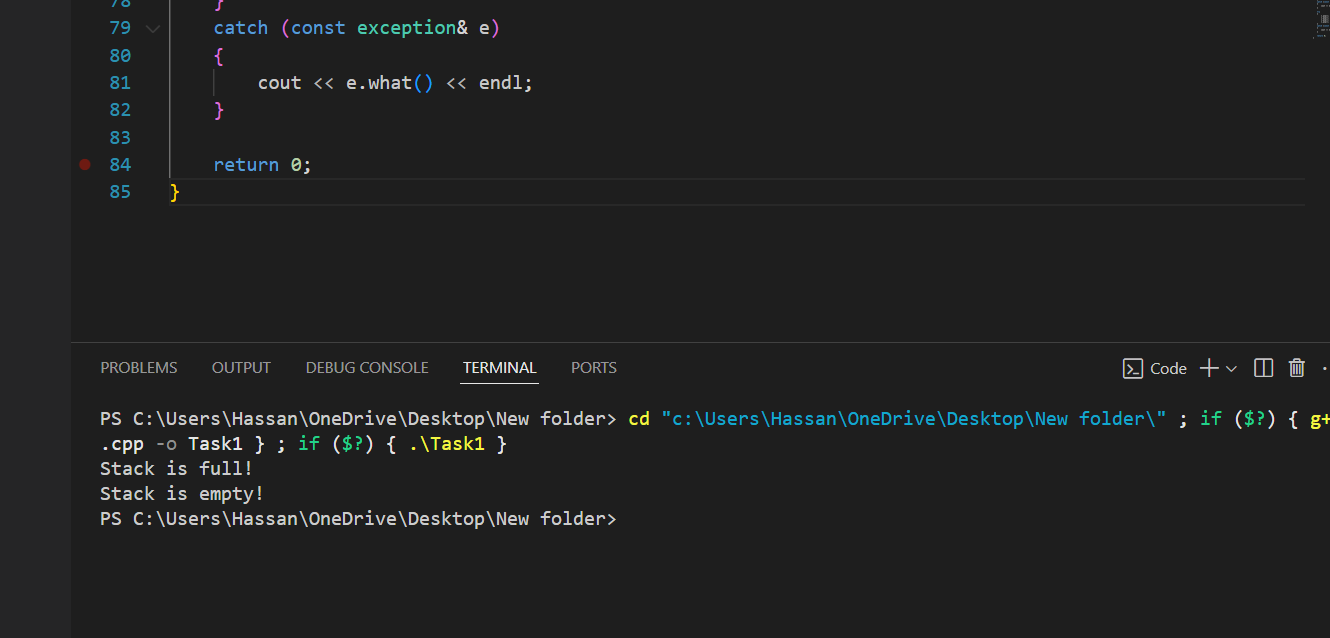 78 }
79 catch (const exception& e)
80 {
81 cout << e.what() << endl;
82 }
83
84 return 0;
85 }
PROBLEMS OUTPUT DEBUG CONSOLE TERMINAL PORTS Code
PS C:\Users\Hassan\OneDrive\Desktop\New folder> cd "c:\Users\Hassan\OneDrive\Desktop\New folder\" ; if ($?) { g+
.cpp -o Task1 } ; if ($?) { .\Task1 }
Stack is full!
Stack is empty!
PS C:\Users\Hassan\OneDrive\Desktop\New folder>